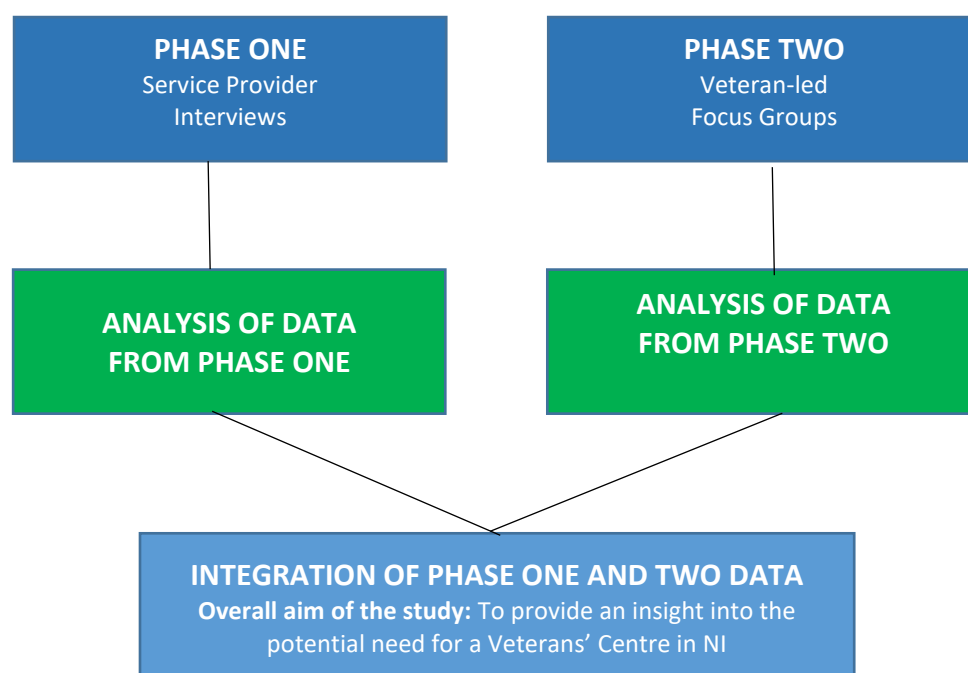 PHASE ONE
Service Provider
Interviews
PHASE TWO
Veteran-led
Focus Groups
ANALYSIS OF DATA
FROM PHASE ONE
ANALYSIS OF DATA
FROM PHASE TWO
INTEGRATION OF PHASE ONE AND TWO DATA
Overall aim of the study: To provide an insight into the
potential need for a Veterans’ Centre in NI